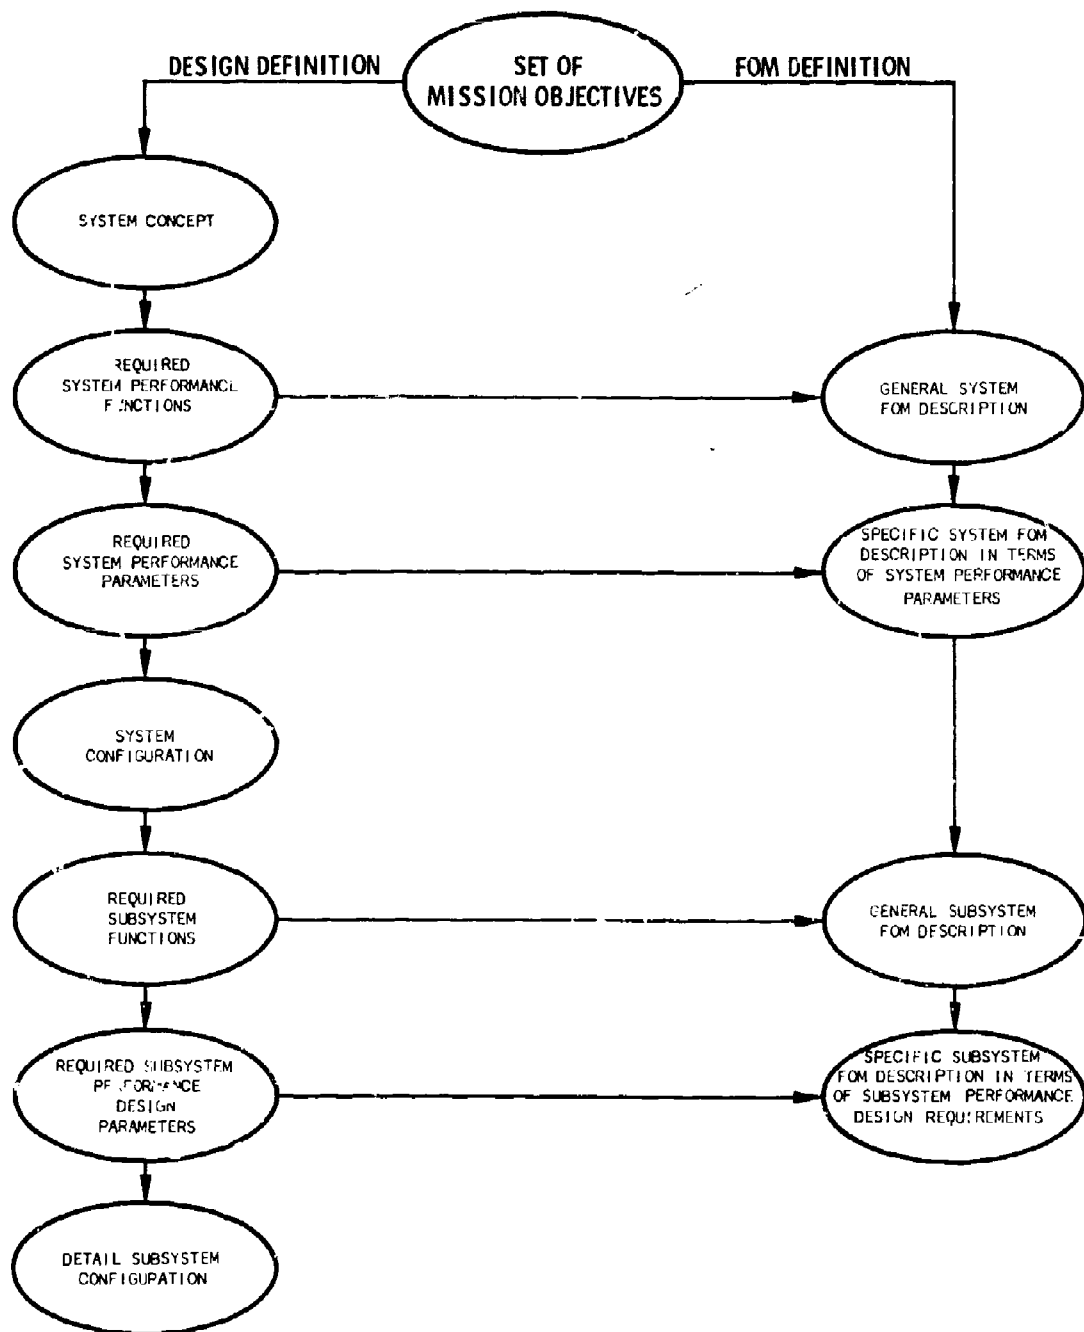 DESIGN DEFINITION
SET OF
MISSION OBJECTIVES
FOM DEFINITION
SYSTEM CONCEPT
REQUIRED
SYSTEM PERFORMANCE
FUNCTIONS
GENERAL SYSTEM
FOM DESCRIPTION
REQUIRED
SYSTEM PERFORMANCE
PARAMETERS
SPECIFIC SYSTEM FOM
DESCRIPTION IN TERMS
OF SYSTEM PERFORMANCE
PARAMETERS
SYSTEM
CONFIGURATION
REQUIRED
SUBSYSTEM
FUNCTIONS
GENERAL SUBSYSTEM
FOM DESCRIPTION
REQUIRED SUBSYSTEM
PERFORMANCE
DESIGN
PARAMETERS
SPECIFIC SUBSYSTEM
FOM DESCRIPTION IN TERMS
OF SUBSYSTEM PERFORMANCE
DESIGN REQUIREMENTS
DETAIL SUBSYSTEM
CONFIGURATION